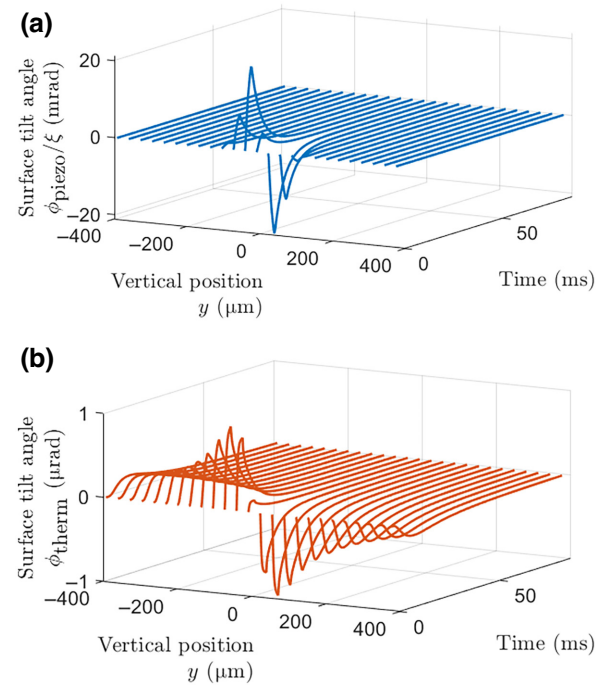 (a)
Surface tilt angle
ϕpiezo/ξ (mrad)
20
0
−20
−400
−200
0
200
400
0
50
Vertical position
y (μm)
Time (ms)
(b)
Surface tilt angle
ϕtherm (μrad)
1
0
−1
−400
−200
0
200
400
0
50
Vertical position
y (μm)
Time (ms)